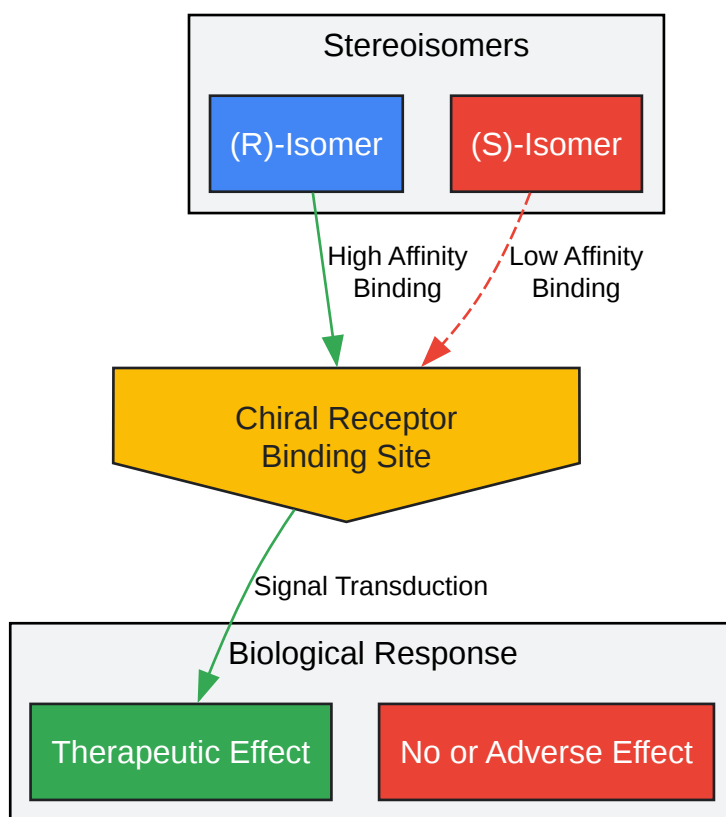 Stereoisomers
(R)-Isomer
(S)-Isomer
High Affinity
Binding
Low Affinity
Binding
Chiral Receptor
Binding Site
Signal Transduction
Biological Response
Therapeutic Effect
No or Adverse Effect